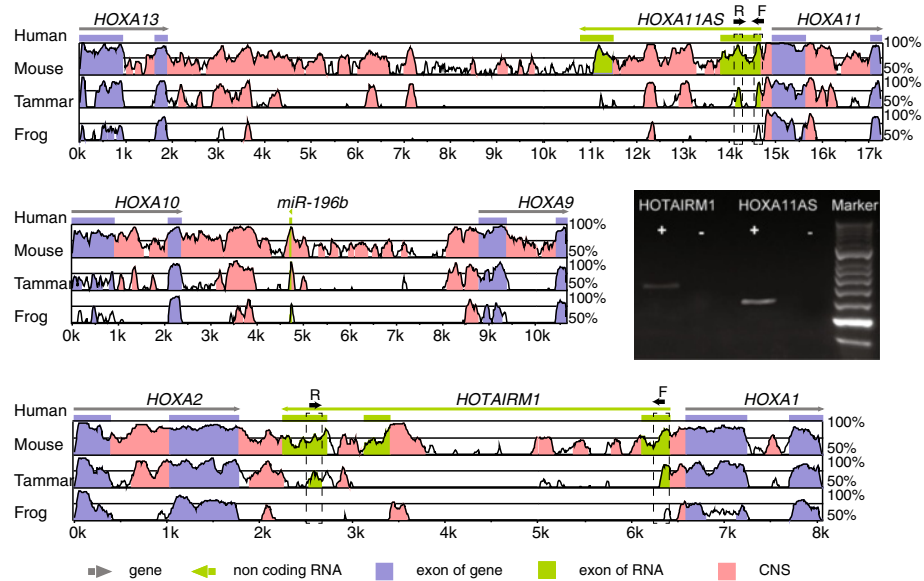 HOXA13 HOXA11AS R F HOXA11
Human 100%
Mouse 50%
100%
Tammar 50%
100%
Frog 50%
0k 1k 2k 3k 4k 5k 6k 7k 8k 9k 10k 11k 12k 13k 14k 15k 16k 17k
HOXA10 miR-196b HOXA9
Human 100%
Mouse 50%
100%
Tammar 50%
100%
Frog 50%
0k 1k 2k 3k 4k 5k 6k 7k 8k 9k 10k
HOTAIRM1 HOXA11AS Marker
+ - + -
HOXA2 R HOTAIRM1 F HOXA1
Human 100%
Mouse 50%
100%
Tammar 50%
100%
Frog 50%
0k 1k 2k 3k 4k 5k 6k 7k 8k
gene non coding RNA exon of gene exon of RNA CNS